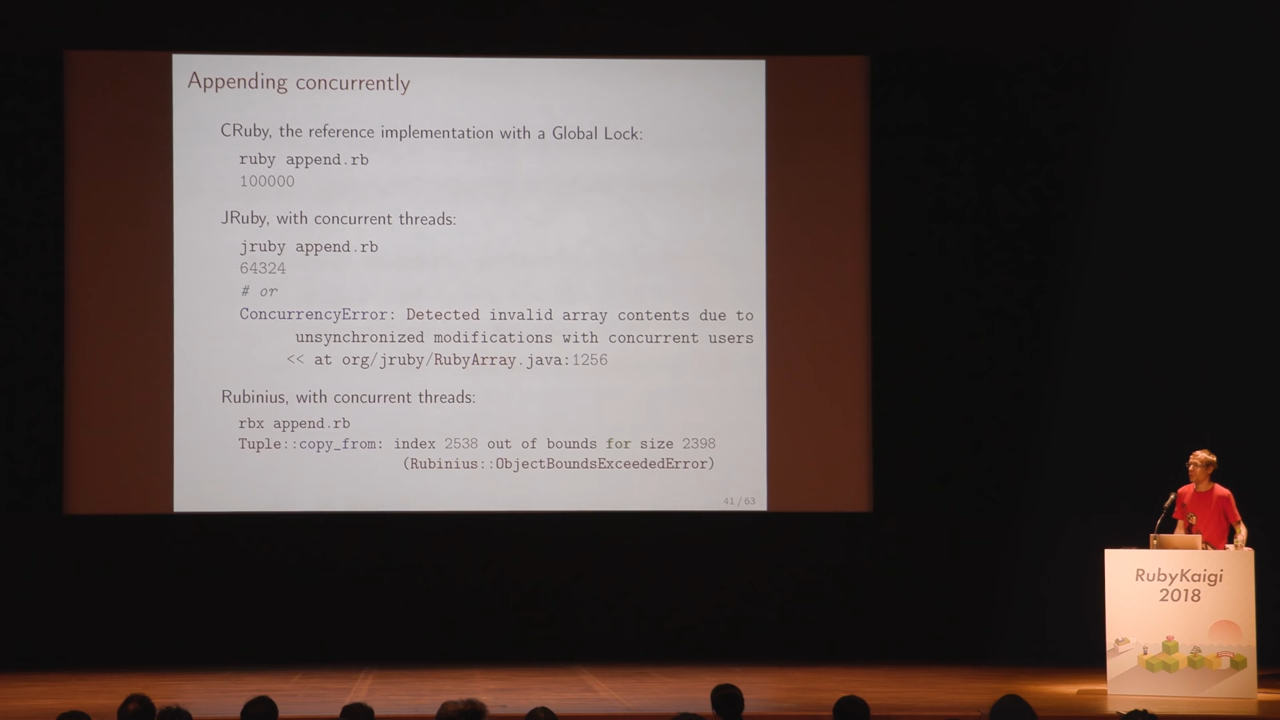 Appending concurrently
CRuby, the reference implementation with a Global Lock:
ruby append.rb
100000
JRuby, with concurrent threads:
jruby append.rb
64324
# or
ConcurrencyError: Detected invalid array contents due to
unsynchronized modifications with concurrent users
<< at org/jruby/RubyArray.java:1256
Rubinius, with concurrent threads:
rbx append.rb
Tuple::copy_from: index 2538 out of bounds for size 2398
(Rubinius::ObjectBoundsExceededError)
41 / 63
RubyKaigi
2018